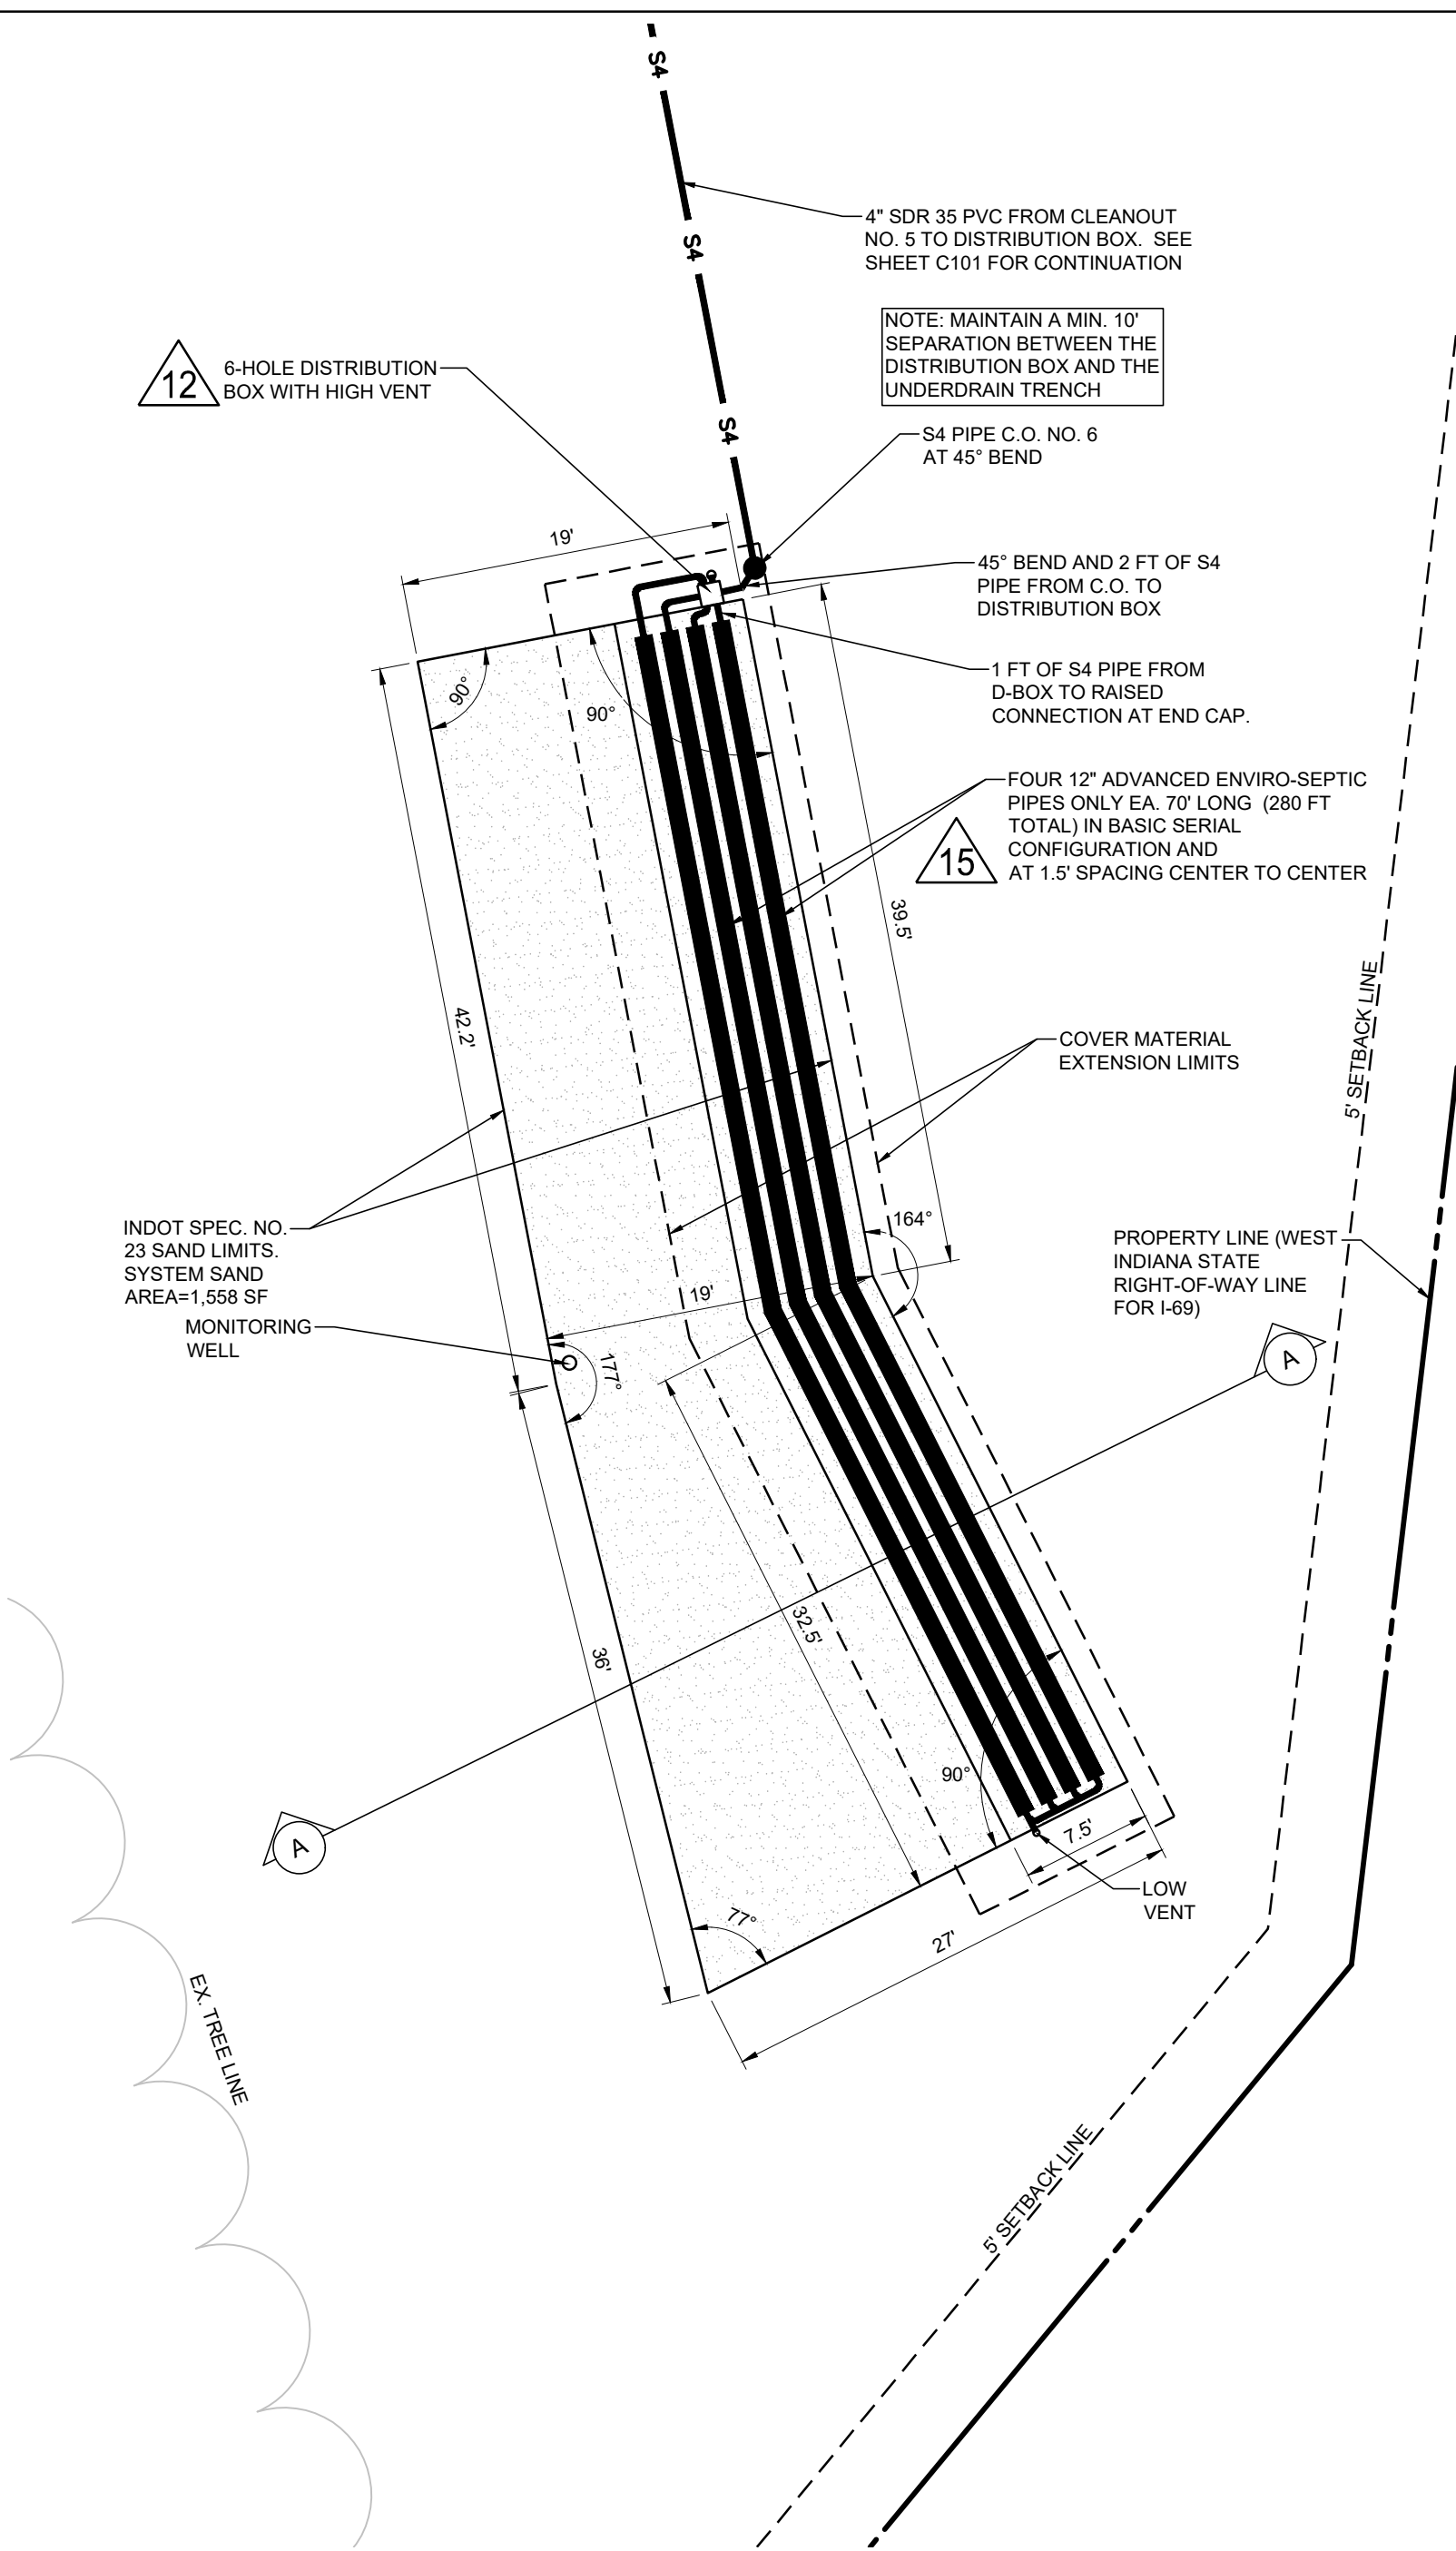 S4
4" SDR 35 PVC FROM CLEANOUT
NO. 5 TO DISTRIBUTION BOX.  SEE
SHEET C101 FOR CONTINUATION
S4
NOTE: MAINTAIN A MIN. 10'
SEPARATION BETWEEN THE
DISTRIBUTION BOX AND THE
UNDERDRAIN TRENCH
12
6-HOLE DISTRIBUTION
BOX WITH HIGH VENT
S4
S4 PIPE C.O. NO. 6
AT 45° BEND
19'
45° BEND AND 2 FT OF S4
PIPE FROM C.O. TO
DISTRIBUTION BOX
1 FT OF S4 PIPE FROM
D-BOX TO RAISED
CONNECTION AT END CAP.
90°
90°
FOUR 12" ADVANCED ENVIRO-SEPTIC
PIPES ONLY EA. 70' LONG  (280 FT
TOTAL) IN BASIC SERIAL
CONFIGURATION AND
AT 1.5' SPACING CENTER TO CENTER
15
39.5'
42.2'
5' SETBACK LINE
COVER MATERIAL
EXTENSION LIMITS
164°
INDOT SPEC. NO.
23 SAND LIMITS.
SYSTEM SAND
AREA=1,558 SF
PROPERTY LINE (WEST
INDIANA STATE
RIGHT-OF-WAY LINE
FOR I-69)
19'
MONITORING
WELL
177°
A
32.5'
36'
90°
7.5'
A
LOW
VENT
77°
27'
EX. TREE LINE
5' SETBACK LINE